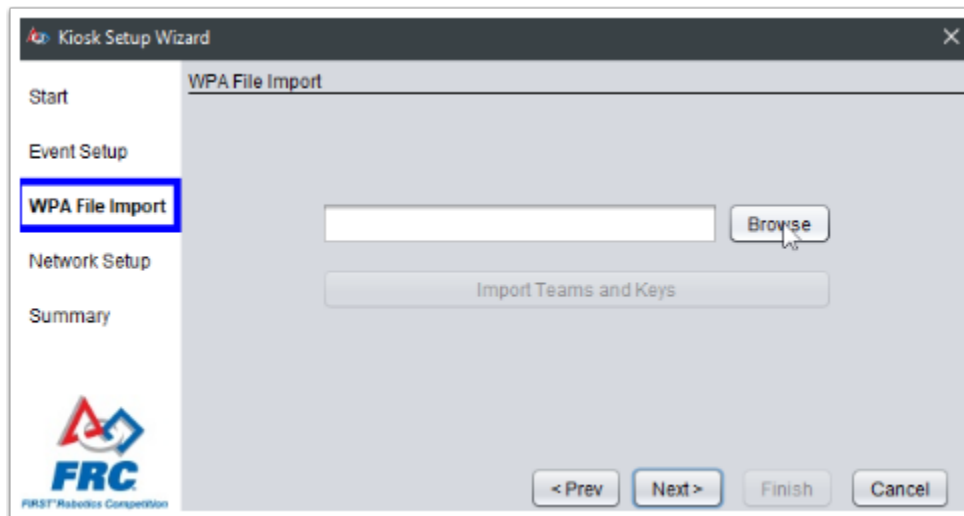 Kiosk Setup Wizard
Start
Event Setup
WPA File Import
Network Setup
Summary
FRC
FIRST® Robotics Competition
WPA File Import
Browse
Import Teams and Keys
< Prev
Next >
Finish
Cancel